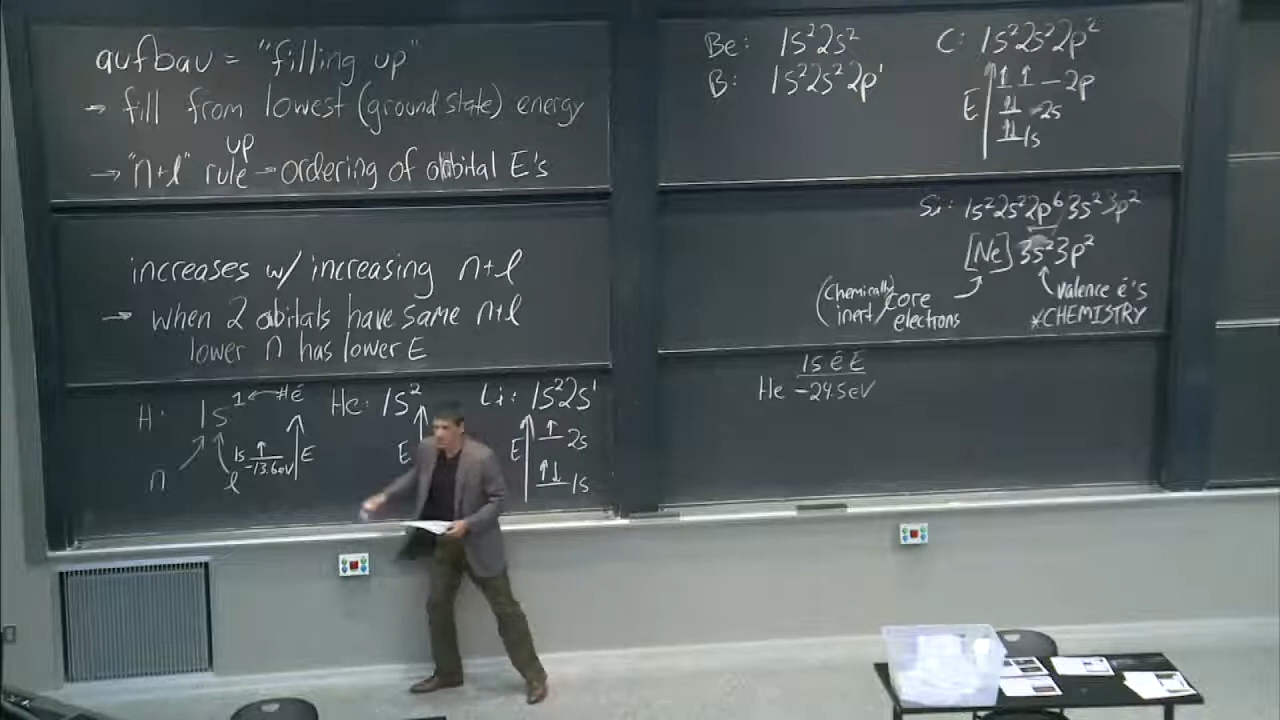 aufbau = "filling up"
→ fill from lowest (ground state) energy
up
→ "n+l" rule - ordering of orbital E's
increases w/ increasing n+l
→ when 2 orbitals have same n+l
lower n has lower E
H: 1s¹ ← # ē
1s ↑
-13.6eV
E
n
l
He: 1s²
E
Li: 1s²2s¹
E ↑ 2s
↑↓ 1s
Be: 1s²2s²
B: 1s²2s²2p¹
C: 1s²2s²2p²
E ↑ ↑ — 2p
↑↓ 2s
↑↓ 1s
Si: 1s²2s²2p⁶3s²3p²
[Ne] 3s²3p²
(Chemically inert) core electrons
valence ē's
*CHEMISTRY
1s ē E
He -24.5eV